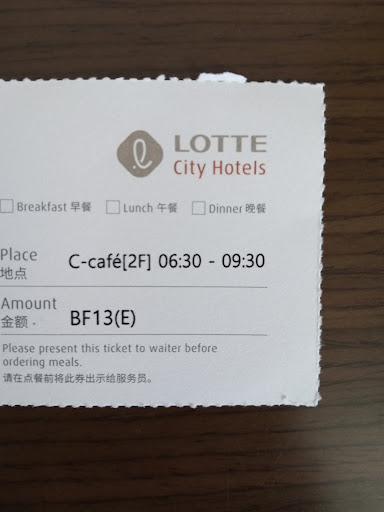 LOTTE
City Hotels
Breakfast 早餐 Lunch 午餐 Dinner 晚餐
Place C-café[2F] 06:30 - 09:30
地点
Amount BF13(E)
金额 .
Please present this ticket to waiter before
ordering meals.
请在点餐前将此券出示给服务员。